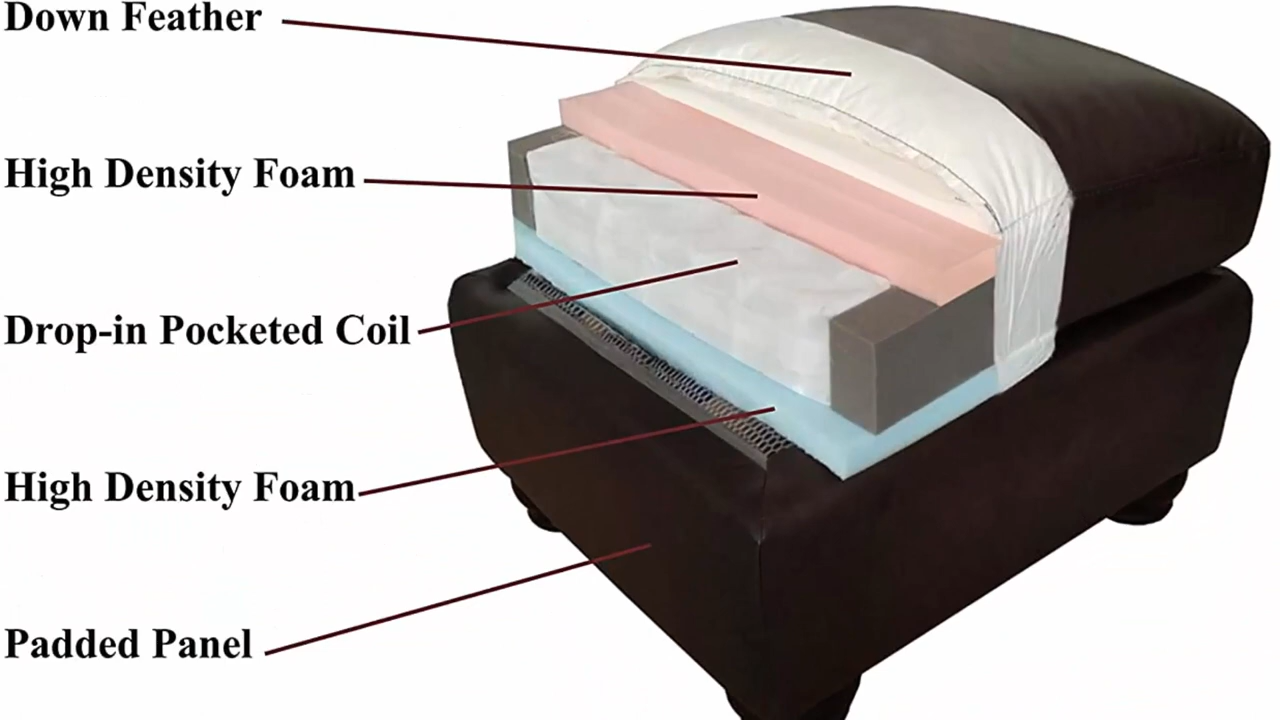 Down Feather
High Density Foam
Drop-in Pocketed Coil
High Density Foam
Padded Panel